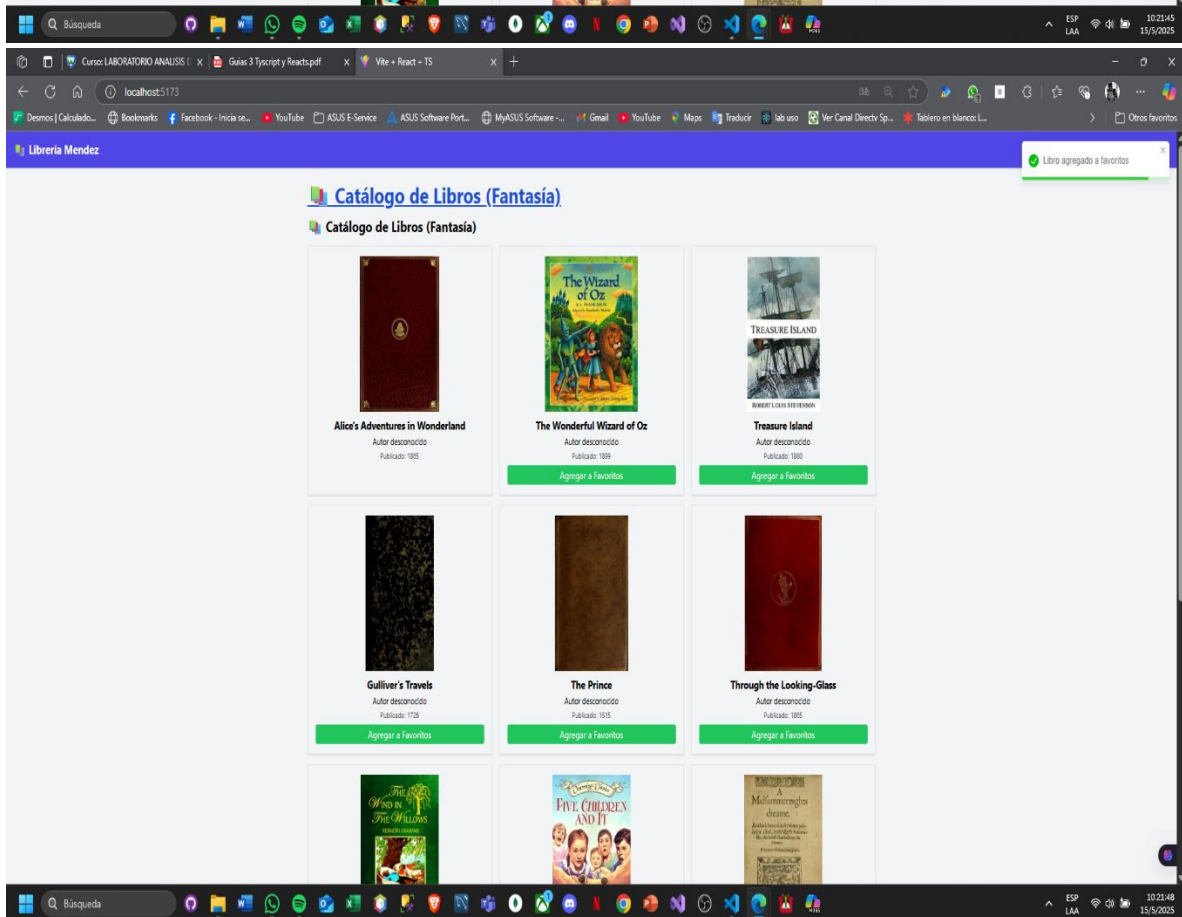 Búsqueda
ESP
LAA
10:21:45
15/5/2025
Curso: LABORATORIO ANALISIS
Guias 3 Tyscript y Reacts.pdf
Vite + React + TS
localhost:5173
Desmos | Calculado...
Bookmarks
Facebook - Inicia se...
YouTube
ASUS E-Service
ASUS Software Port...
MyASUS Software -...
Gmail
YouTube
Maps
Traducir
lab uso
Ver Canal Directv Sp...
Tablero en blanco: L...
Otros favoritos
Librería Mendez
Libro agregado a favoritos
Catálogo de Libros (Fantasía)
Catálogo de Libros (Fantasía)
The Wizard
of Oz
TREASURE ISLAND
ROBERT LOUIS STEVENSON
Alice's Adventures in Wonderland
Autor desconocido
Publicado: 1865
The Wonderful Wizard of Oz
Autor desconocido
Publicado: 1899
Agregar a Favoritos
Treasure Island
Autor desconocido
Publicado: 1880
Agregar a Favoritos
Gulliver's Travels
Autor desconocido
Publicado: 1726
Agregar a Favoritos
The Prince
Autor desconocido
Publicado: 1515
Agregar a Favoritos
Through the Looking-Glass
Autor desconocido
Publicado: 1865
Agregar a Favoritos
THE
WIND IN
THE WILLOWS
KENNETH GRAHAME
FIVE CHILDREN
AND IT
A
Midsommer nights
dreame.
Búsqueda
ESP
LAA
10:21:48
15/5/2025